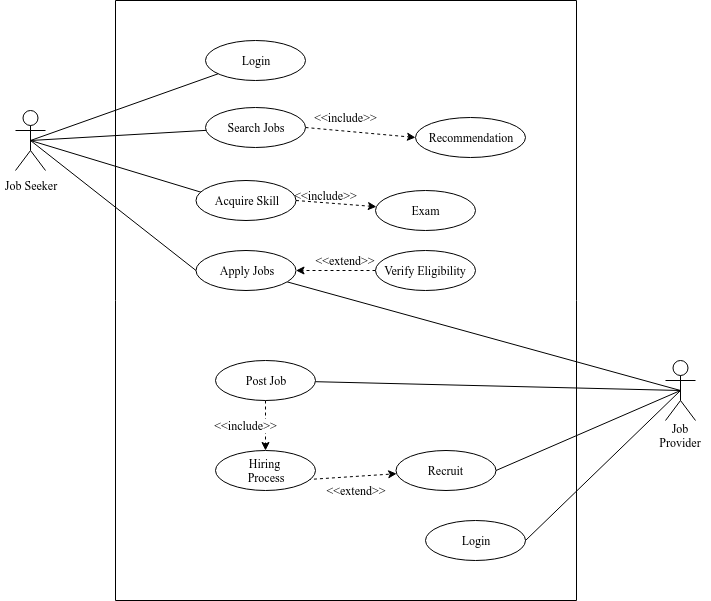 Login
Search Jobs
<<include>>
Recommendation
Job Seeker
Acquire Skill
<<include>>
Exam
Apply Jobs
<<extend>>
Verify Eligibility
Post Job
<<include>>
Job
Provider
Hiring
Process
<<extend>>
Recruit
Login